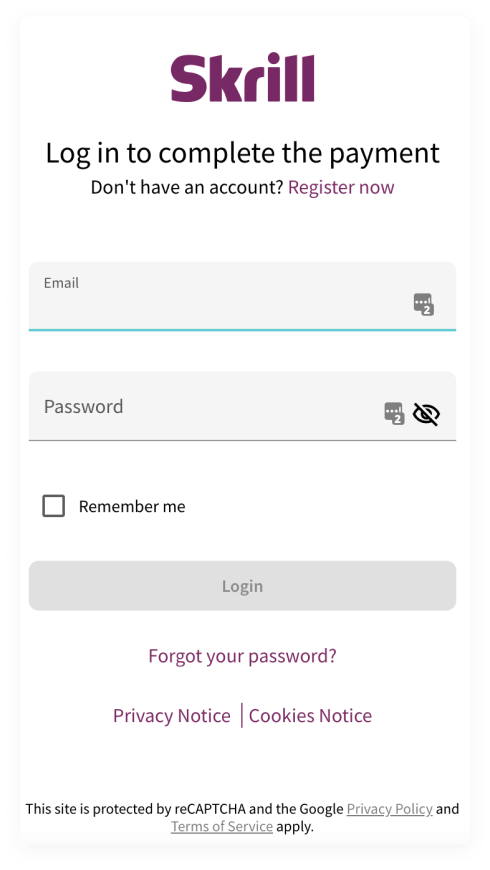 Skrill
Log in to complete the payment
Don't have an account? Register now
Email
2
Password
2
Remember me
Login
Forgot your password?
Privacy Notice | Cookies Notice
This site is protected by reCAPTCHA and the Google Privacy Policy and
Terms of Service apply.